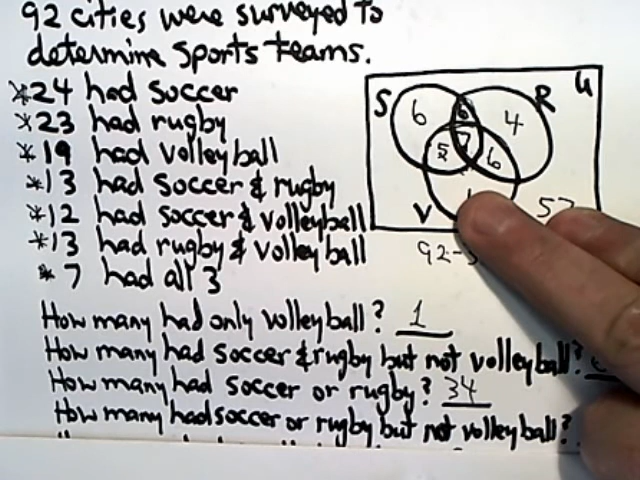 92 cities were surveyed to
determine sports teams.
*24 had soccer
*23 had rugby
*19 had volleyball
*13 had soccer & rugby
*12 had soccer & volleyball
*13 had rugby & volleyball
*7 had all 3
S R U
6 6 4
5 7 6
V 57
92-
How many had only volleyball? 1
How many had soccer & rugby but not volleyball?
How many had soccer or rugby? 34
How many had soccer or rugby but not volleyball?